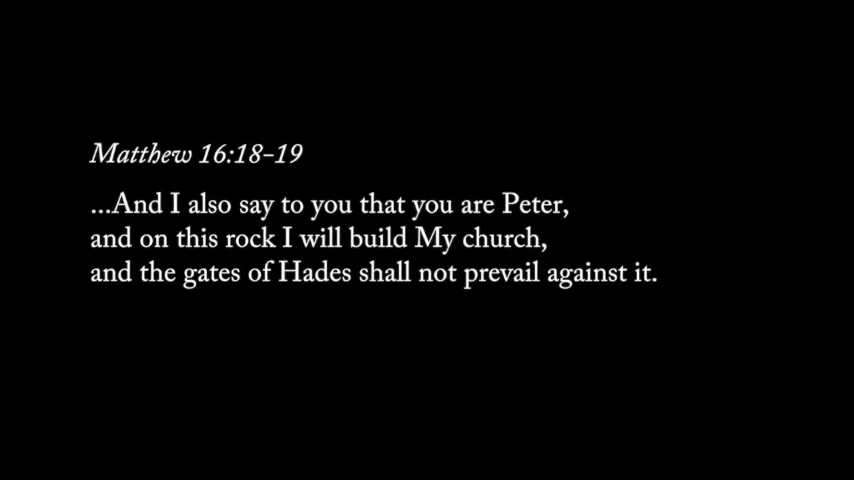 Matthew 16:18-19
...And I also say to you that you are Peter,
and on this rock I will build My church,
and the gates of Hades shall not prevail against it.